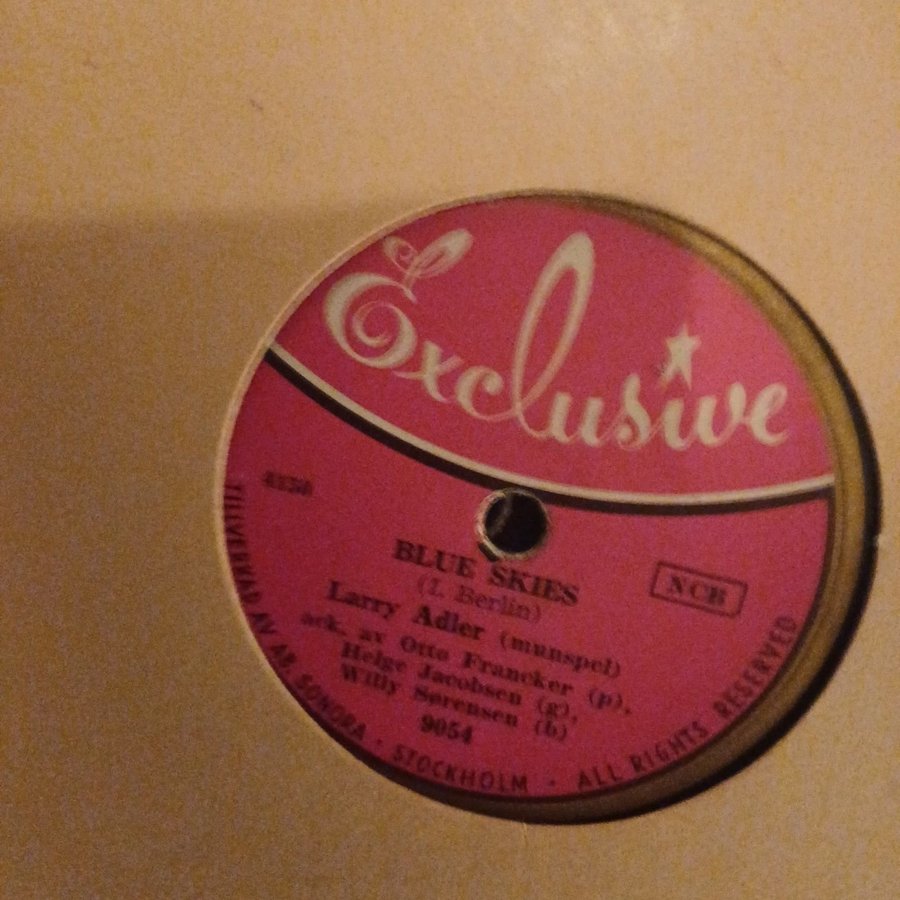 Exclusive
BLUE SKIES
(I. Berlin)
NCB
Larry Adler (munspel)
ack. av Otto Francker (p),
Helge Jacobsen (g),
Willy Sørensen (b)
9054
TILLVERKAD AV AB. SONORA · STOCKHOLM · ALL RIGHTS RESERVED